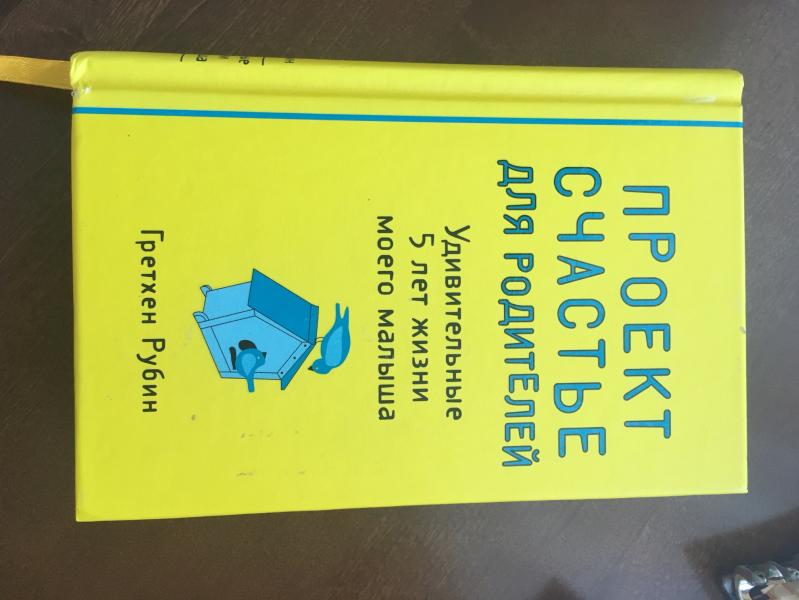 ПРОЕКТ
СЧАСТЬЕ
ДЛЯ РОДИТЕЛЕЙ
Удивительные
5 лет жизни
моего малыша
Гретхен Рубин